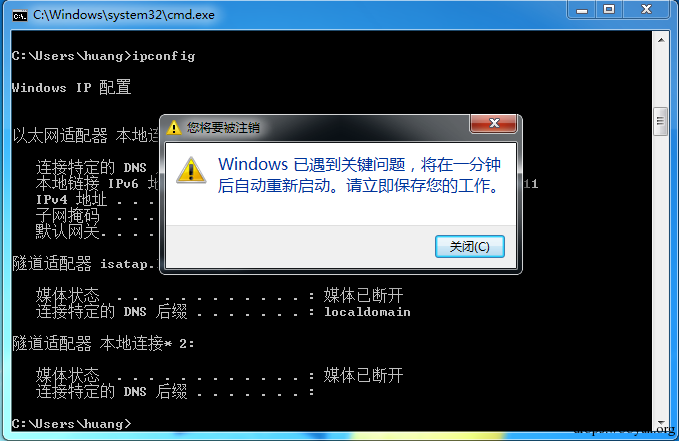 C:\Windows\system32\cmd.exe
C:\Users\huang>ipconfig
Windows IP 配置
以太网适配器 本地连
您将要被注销
Windows 已遇到关键问题，将在一分钟
后自动重新启动。请立即保存您的工作。
关闭(C)
连接特定的 DNS
本地链接 IPv6 地 11
IPv4 地址 . . .
子网掩码 . . .
默认网关. . . .
隧道适配器 isatap.
媒体状态 . . . . . . . . . . . . : 媒体已断开
连接特定的 DNS 后缀 . . . . . . . : localdomain
隧道适配器 本地连接* 2:
媒体状态 . . . . . . . . . . . . : 媒体已断开
连接特定的 DNS 后缀 . . . . . . . :
C:\Users\huang>